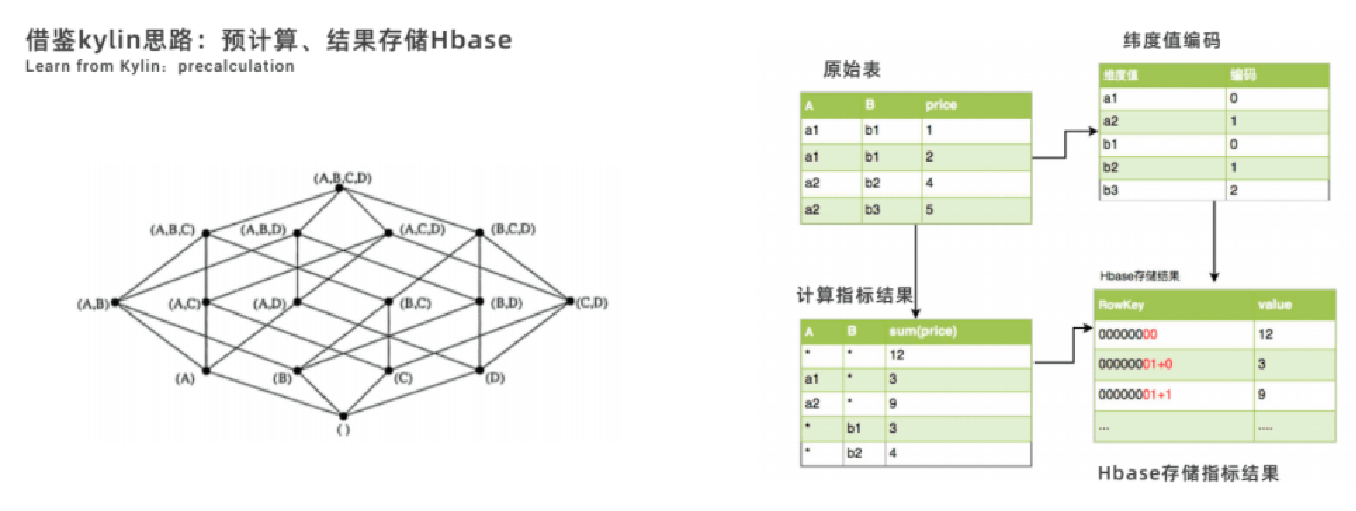 借鉴kylin思路：预计算、结果存储Hbase
Learn from Kylin：precalculation
(A,B,C,D)
(A,B,C) (A,B,D) (A,C,D) (B,C,D)
(A,B) (A,C) (A,D) (B,C) (B,D) (C,D)
(A) (B) (C) (D)
( )
原始表
A B price
a1 b1 1
a1 b1 2
a2 b2 4
a2 b3 5
纬度值编码
维度值 编码
a1 0
a2 1
b1 0
b2 1
b3 2
计算指标结果
A B sum(price)
* * 12
a1 * 3
a2 * 9
* b1 3
* b2 4
Hbase存储结果
RowKey value
00000000 12
00000001+0 3
00000001+1 9
... ....
Hbase存储指标结果